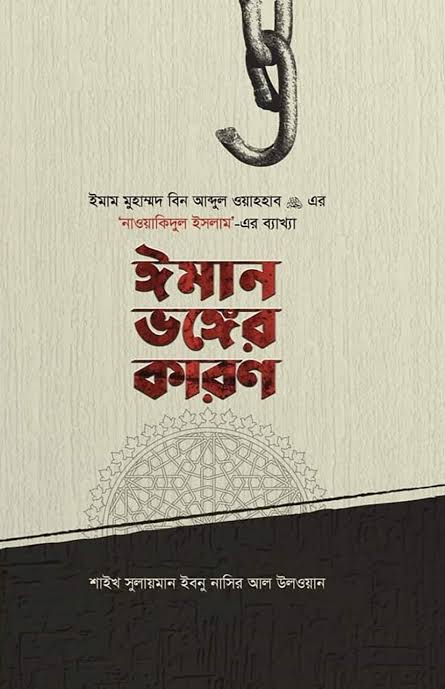 ইমাম মুহাম্মদ বিন আব্দুল ওয়াহহাব এর
‘নাওয়াকিদুল ইসলাম’-এর ব্যাখ্যা
ঈমান
ভঙ্গের
কারণ
শাইখ সুলায়মান ইবনু নাসির আল উলওয়ান